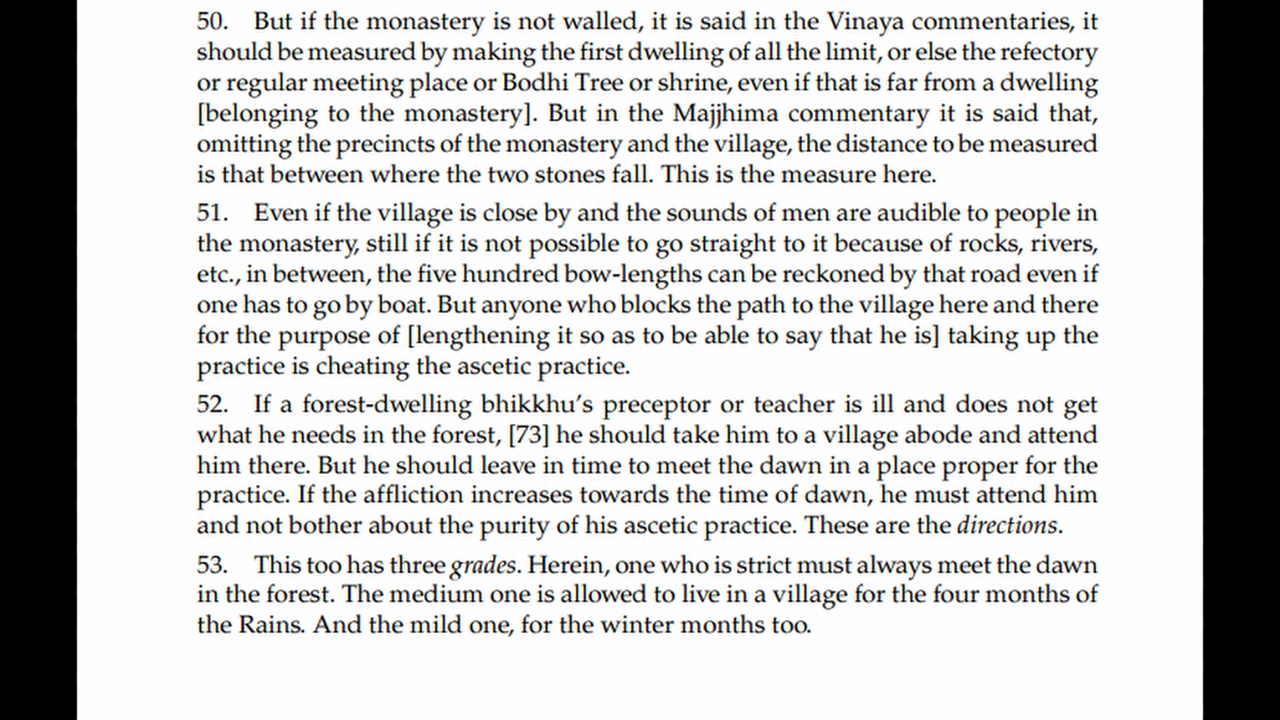 50. But if the monastery is not walled, it is said in the Vinaya commentaries, it
should be measured by making the first dwelling of all the limit, or else the refectory
or regular meeting place or Bodhi Tree or shrine, even if that is far from a dwelling
[belonging to the monastery]. But in the Majjhima commentary it is said that,
omitting the precincts of the monastery and the village, the distance to be measured
is that between where the two stones fall. This is the measure here.
51. Even if the village is close by and the sounds of men are audible to people in
the monastery, still if it is not possible to go straight to it because of rocks, rivers,
etc., in between, the five hundred bow-lengths can be reckoned by that road even if
one has to go by boat. But anyone who blocks the path to the village here and there
for the purpose of [lengthening it so as to be able to say that he is] taking up the
practice is cheating the ascetic practice.
52. If a forest-dwelling bhikkhu’s preceptor or teacher is ill and does not get
what he needs in the forest, [73] he should take him to a village abode and attend
him there. But he should leave in time to meet the dawn in a place proper for the
practice. If the affliction increases towards the time of dawn, he must attend him
and not bother about the purity of his ascetic practice. These are the directions.
53. This too has three grades. Herein, one who is strict must always meet the dawn
in the forest. The medium one is allowed to live in a village for the four months of
the Rains. And the mild one, for the winter months too.